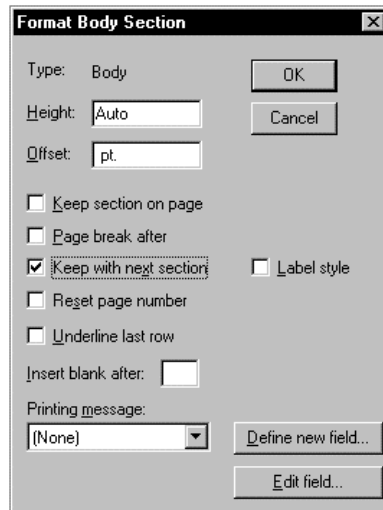 Format Body Section
Type: Body
OK
Height: Auto
Cancel
Offset: pt.
Keep section on page
Page break after
Keep with next section
Label style
Reset page number
Underline last row
Insert blank after:
Printing message:
(None)
Define new field...
Edit field...